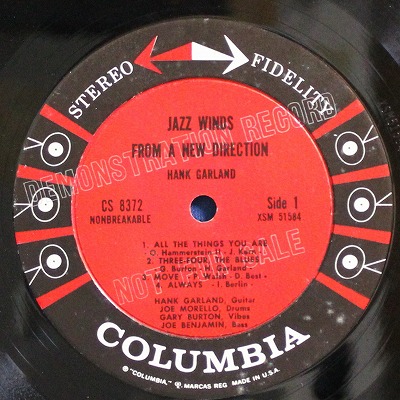 STEREO FIDELITY
JAZZ WINDS
FROM A NEW DIRECTION
HANK GARLAND
DEMONSTRATION RECORD
CS 8372
NONBREAKABLE
Side 1
XSM 51584
1. ALL THE THINGS YOU ARE
- O. Hammerstein II - J. Kern -
2. THREE-FOUR, THE BLUES
- G. Burton - H. Garland -
3. MOVE - P. Walsh - D. Best -
4. ALWAYS - I. Berlin -
NOT FOR SALE
HANK GARLAND, Guitar
JOE MORELLO, Drums
GARY BURTON, Vibes
JOE BENJAMIN, Bass
COLUMBIA
® "COLUMBIA," ℗. MARCAS REG MADE IN U.S.A.